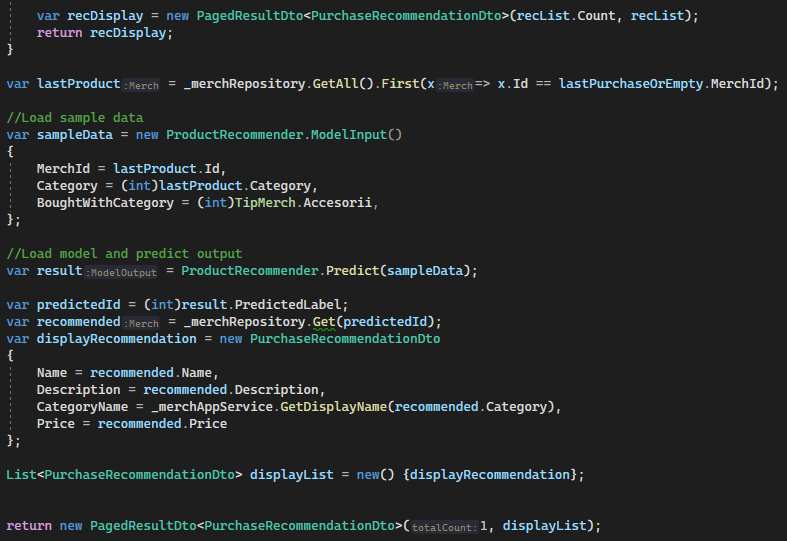 var recDisplay = new PagedResultDto<PurchaseRecommendationDto>(recList.Count, recList);
return recDisplay;
}
var lastProduct :Merch = _merchRepository.GetAll().First(x :Merch => x.Id == lastPurchaseOrEmpty.MerchId);
//Load sample data
var sampleData = new ProductRecommender.ModelInput()
{
MerchId = lastProduct.Id,
Category = (int)lastProduct.Category,
BoughtWithCategory = (int)TipMerch.Accesorii,
};
//Load model and predict output
var result :ModelOutput = ProductRecommender.Predict(sampleData);
var predictedId = (int)result.PredictedLabel;
var recommended :Merch = _merchRepository.Get(predictedId);
var displayRecommendation = new PurchaseRecommendationDto
{
Name = recommended.Name,
Description = recommended.Description,
CategoryName = _merchAppService.GetDisplayName(recommended.Category),
Price = recommended.Price
};
List<PurchaseRecommendationDto> displayList = new() {displayRecommendation};
return new PagedResultDto<PurchaseRecommendationDto>( totalCount: 1, displayList);